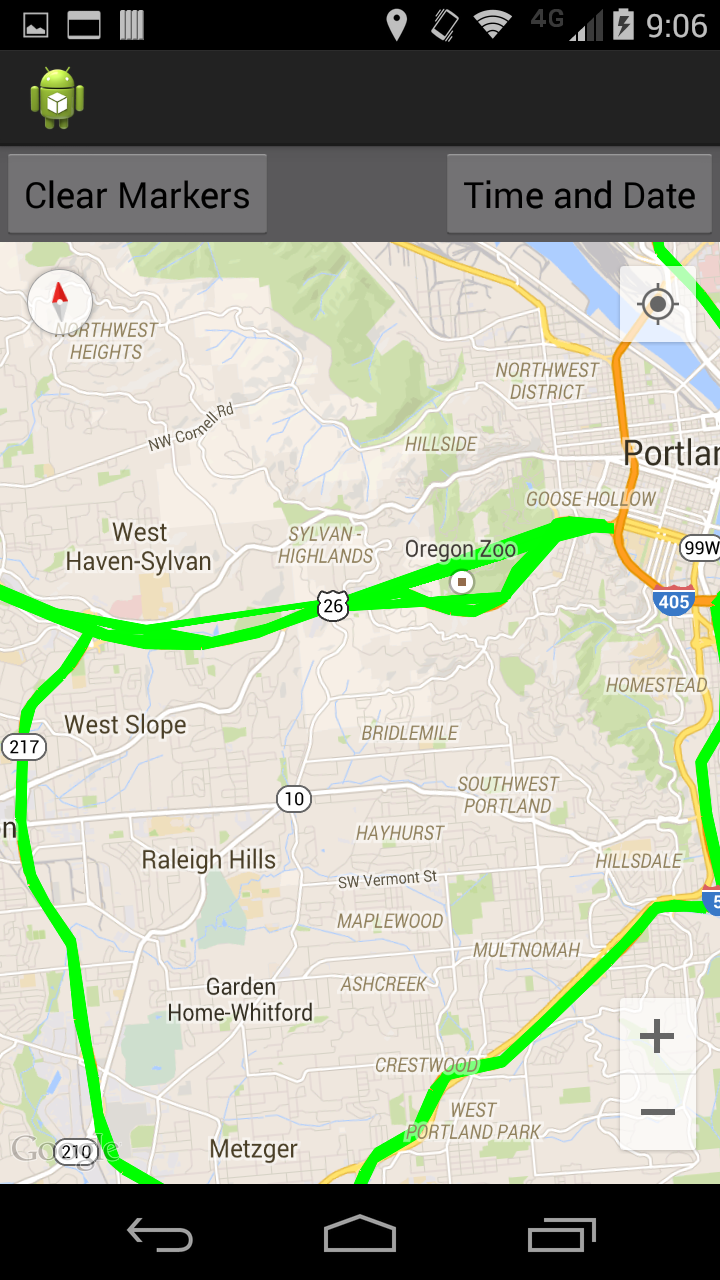 4G 9:06
Clear Markers
Time and Date
NORTHWEST
HEIGHTS
NORTHWEST
DISTRICT
NW Cornell Rd
HILLSIDE
Portlan
GOOSE HOLLOW
West
Haven-Sylvan
SYLVAN -
HIGHLANDS
Oregon Zoo
99W
26
405
HOMESTEAD
West Slope
217
BRIDLEMILE
10
SOUTHWEST
PORTLAND
n
HAYHURST
Raleigh Hills
HILLSDALE
SW Vermont St
5
MAPLEWOOD
MULTNOMAH
Garden
Home-Whitford
ASHCREEK
CRESTWOOD
WEST
PORTLAND PARK
Google
210
Metzger